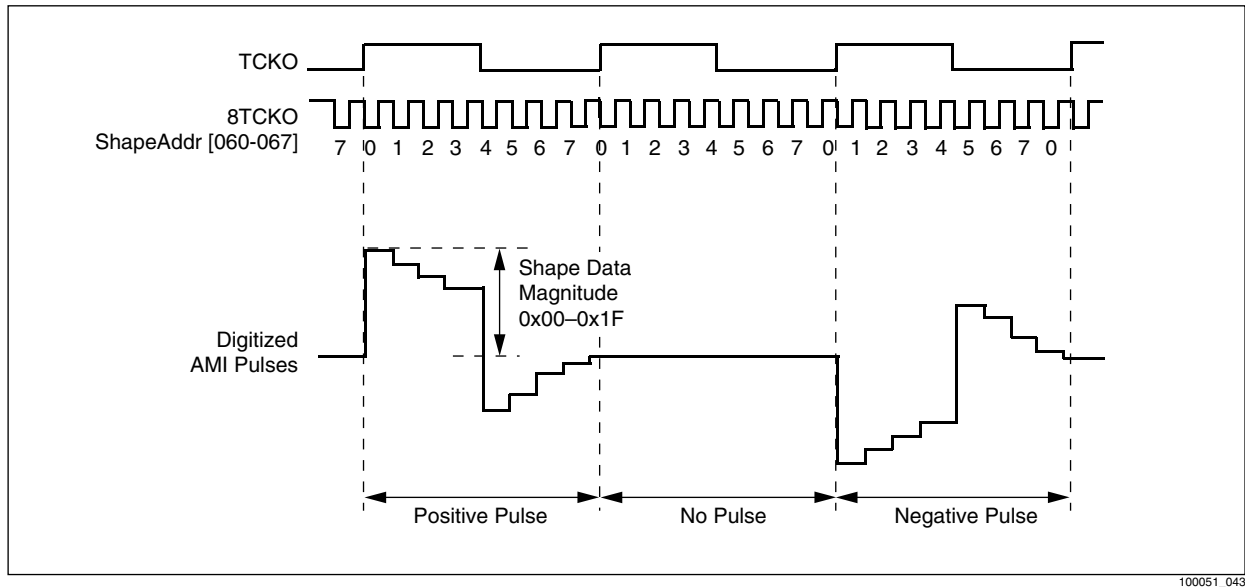 TCKO
8TCKO
ShapeAddr [060-067]
7 0 1 2 3 4 5 6 7 0 1 2 3 4 5 6 7 0 1 2 3 4 5 6 7 0
Shape Data
Magnitude
0x00–0x1F
Digitized
AMI Pulses
Positive Pulse
No Pulse
Negative Pulse
100051_043